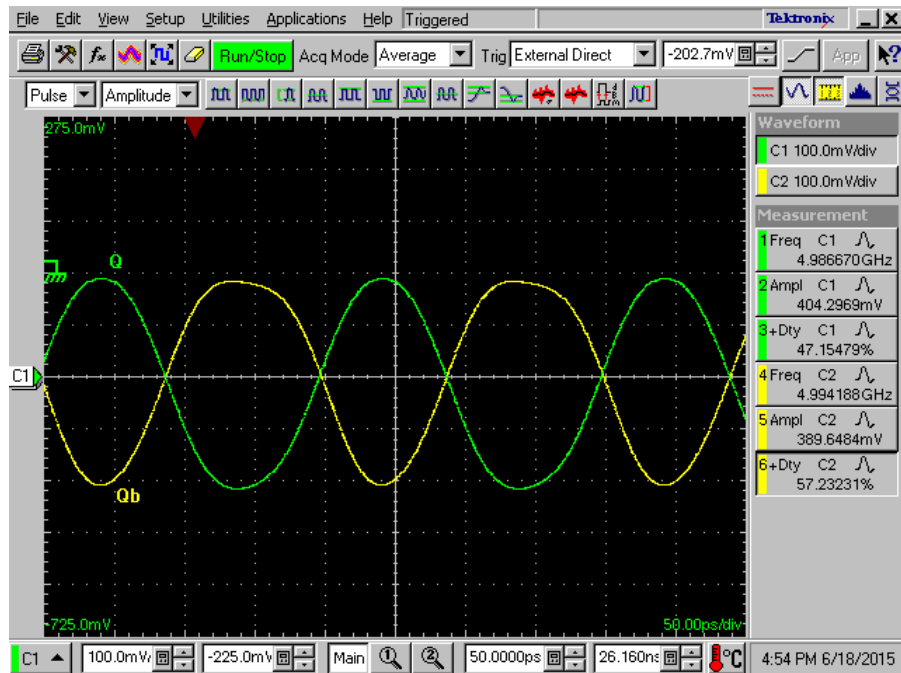 File Edit View Setup Utilities Applications Help Triggered Tektronix
Run/Stop Acq Mode Average Trig External Direct -202.7mV App
Pulse Amplitude
275.0mV
Q
C1
Qb
-725.0mV 50.00ps/div
Waveform
C1 100.0mV/div
C2 100.0mV/div
Measurement
1 Freq C1
4.986670GHz
2 Ampl C1
404.2969mV
3 +Dty C1
47.15479%
4 Freq C2
4.994188GHz
5 Ampl C2
389.6484mV
6 +Dty C2
57.23231%
C1 100.0mV/ -225.0mV Main 1 2 50.0000ps 26.160ns °C 4:54 PM 6/18/2015